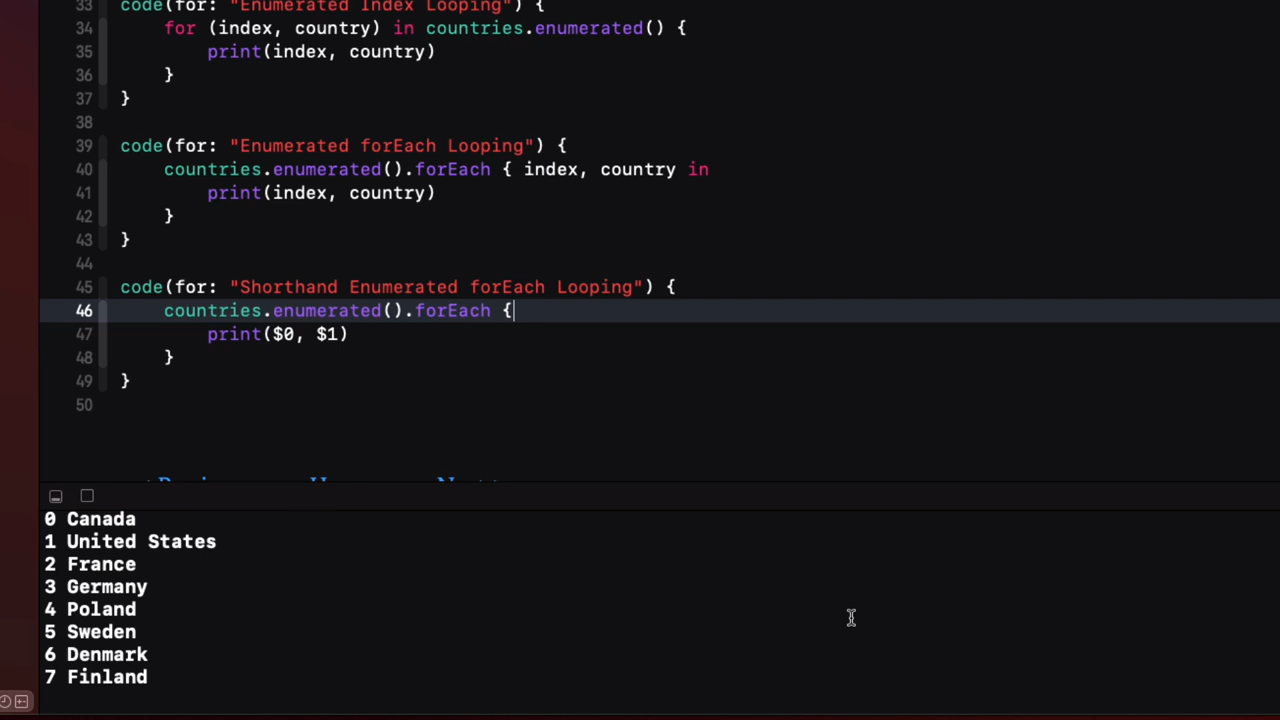 33 code(for: "Enumerated Index Looping") {
34 for (index, country) in countries.enumerated() {
35 print(index, country)
36 }
37 }
38
39 code(for: "Enumerated forEach Looping") {
40 countries.enumerated().forEach { index, country in
41 print(index, country)
42 }
43 }
44
45 code(for: "Shorthand Enumerated forEach Looping") {
46 countries.enumerated().forEach {
47 print($0, $1)
48 }
49 }
50
0 Canada
1 United States
2 France
3 Germany
4 Poland
5 Sweden
6 Denmark
7 Finland